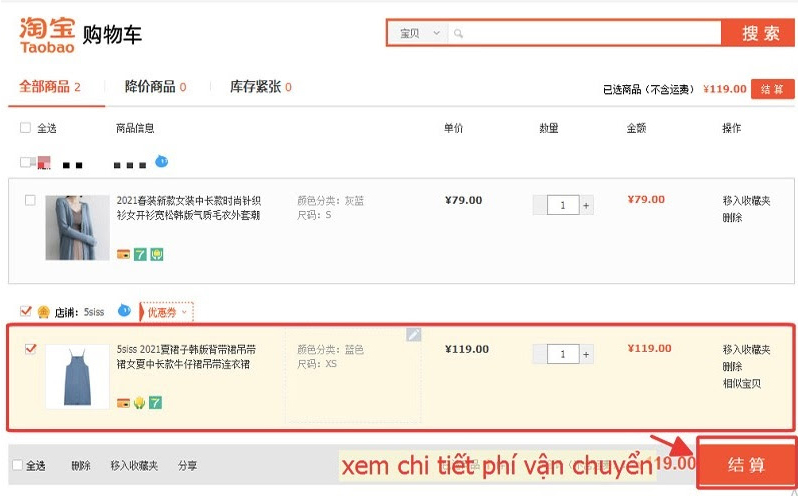 淘宝
Taobao
购物车
宝贝
搜索
全部商品 2
降价商品 0
库存紧张 0
已选商品（不含运费） ¥119.00 结算
全选 商品信息 单价 数量 金额 操作
2021春装新款女装中长款时尚针织
衫女开衫宽松韩版气质毛衣外套潮
颜色分类：灰蓝
尺码：S
¥79.00
1 +
¥79.00
移入收藏夹
删除
7
店铺：5siss
优惠券
5siss 2021夏裙子韩版背带裙吊带
裙女夏中长款牛仔裙吊带连衣裙
颜色分类：蓝色
尺码：XS
¥119.00
1 +
¥119.00
移入收藏夹
删除
相似宝贝
7
全选 删除 移入收藏夹 分享
xem chi tiết phí vận chuyển
19.00
结算